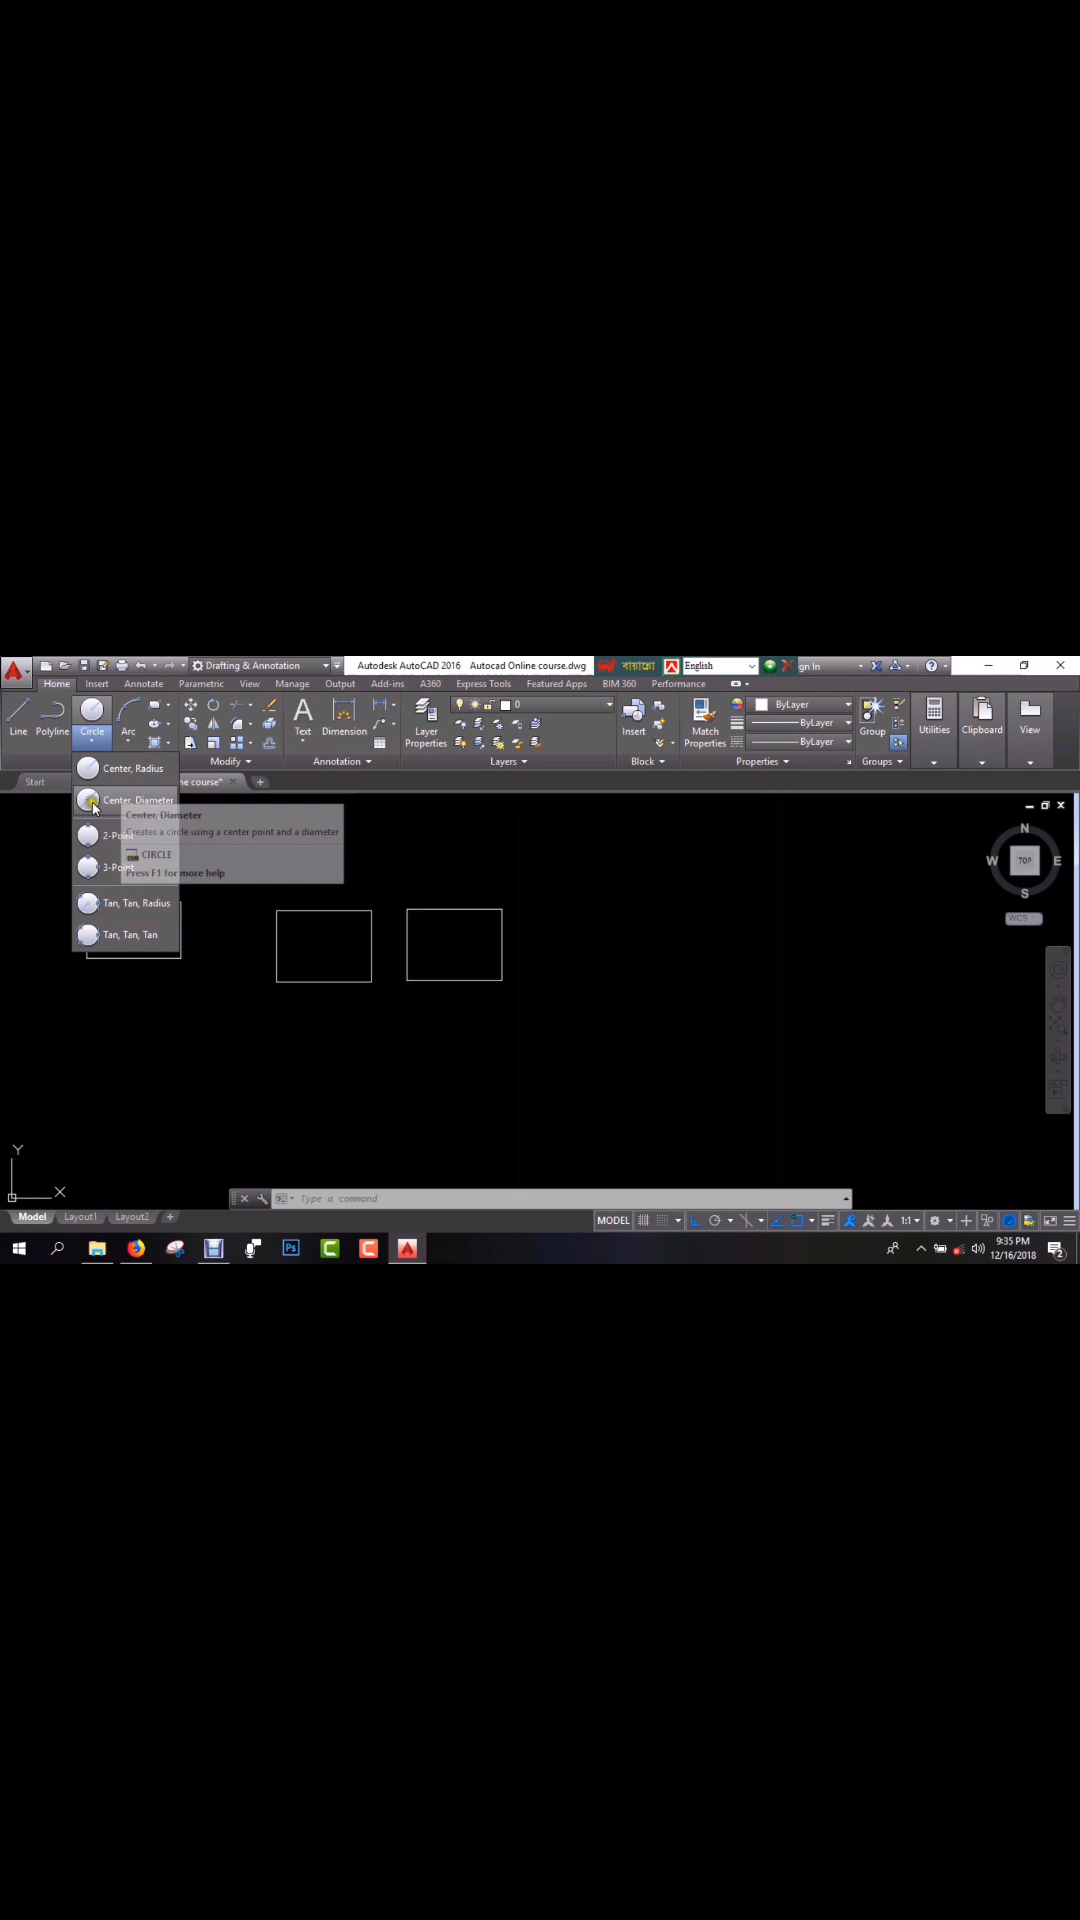 Drafting & Annotation
Autodesk AutoCAD 2016 Autocad Online course.dwg
বায়ান্নো
English
gn In
Home Insert Annotate Parametric View Manage Output Add-ins A360 Express Tools Featured Apps BIM 360 Performance
0
ByLayer
ByLayer
ByLayer
Line Polyline Circle Arc Text Dimension Layer Properties Insert Match Properties Group Utilities Clipboard View
Modify Annotation Layers Block Properties Groups
Start
ne course*
Center, Radius
Center, Diameter
2-Point
3-Point
Tan, Tan, Radius
Tan, Tan, Tan
Center, Diameter
Creates a circle using a center point and a diameter
CIRCLE
Press F1 for more help
N
W TOP E
S
WCS
Y
X
Type a command
Model Layout1 Layout2 +
MODEL
1:1
Ps
9:35 PM
12/16/2018
2